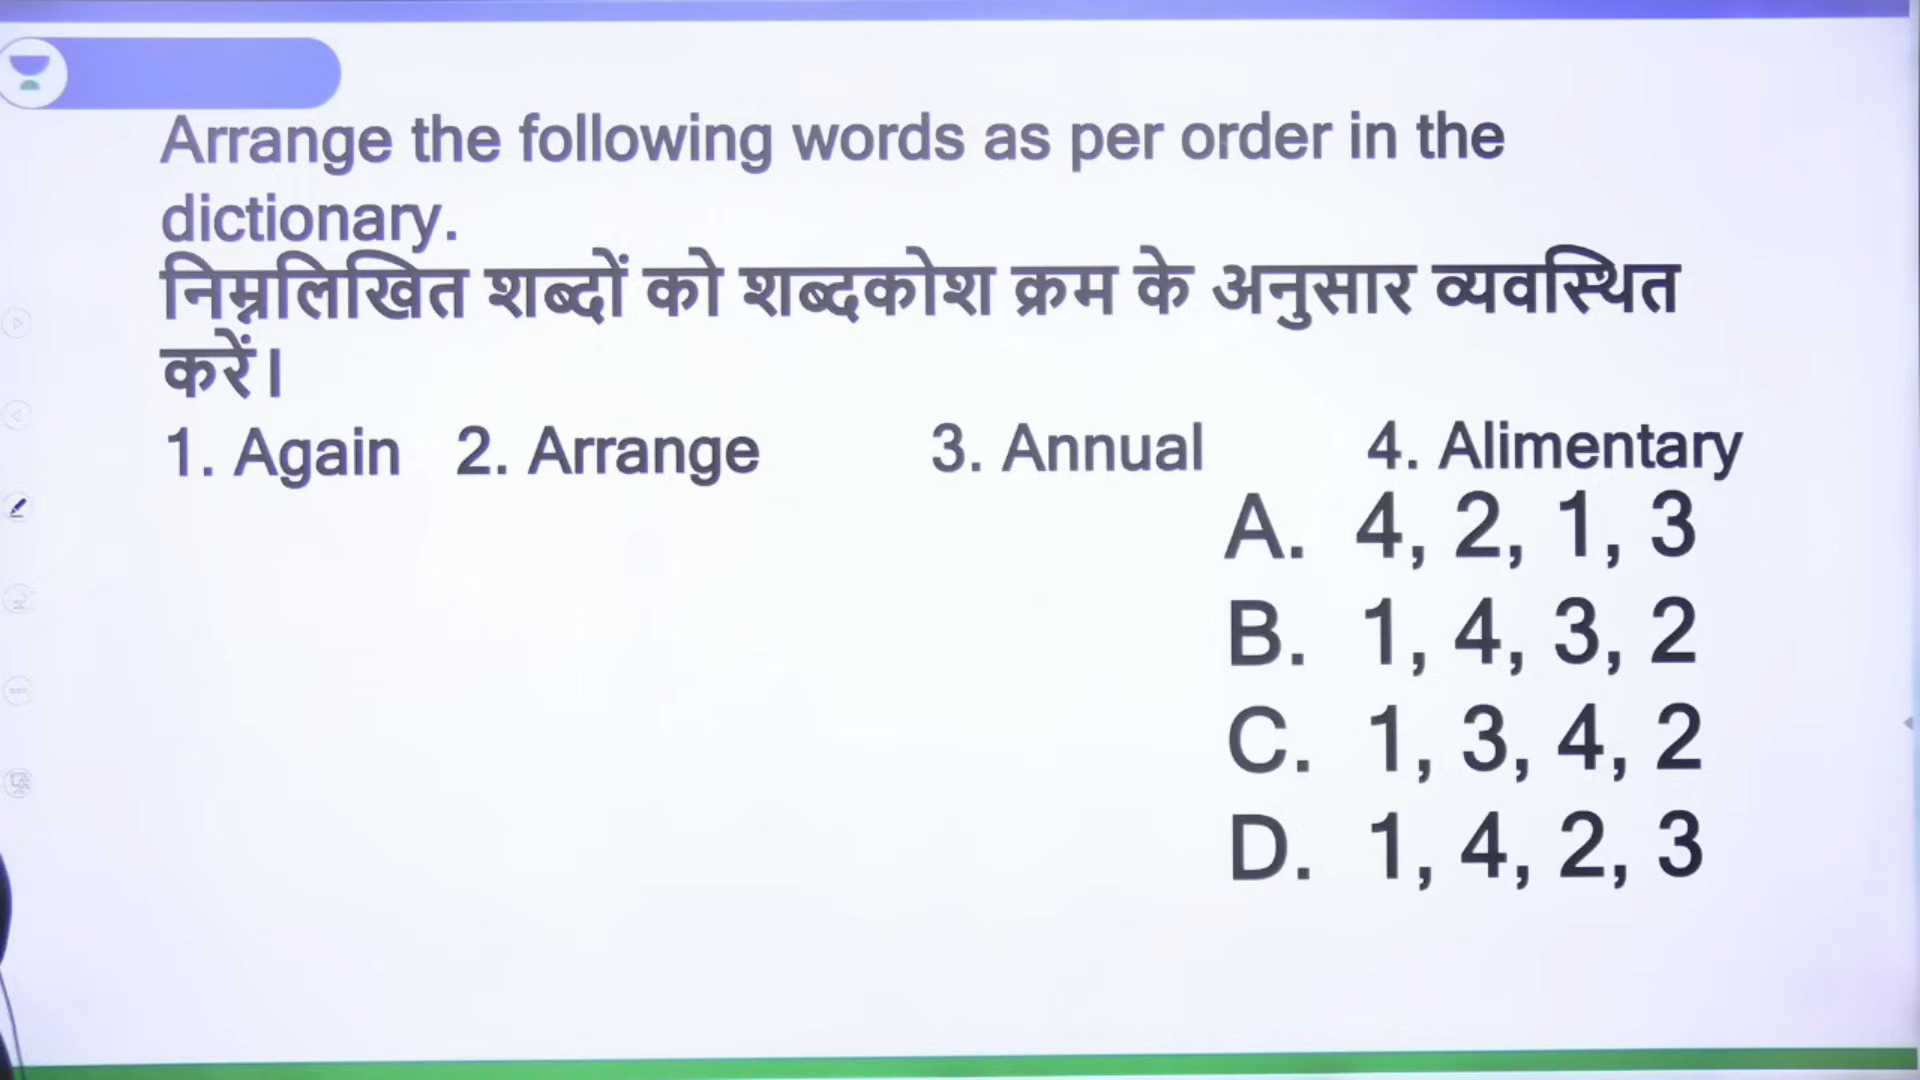 Arrange the following words as per order in the
dictionary.
निम्नलिखित शब्दों को शब्दकोश क्रम के अनुसार व्यवस्थित
करें।
1. Again 2. Arrange 3. Annual 4. Alimentary
A. 4, 2, 1, 3
B. 1, 4, 3, 2
C. 1, 3, 4, 2
D. 1, 4, 2, 3